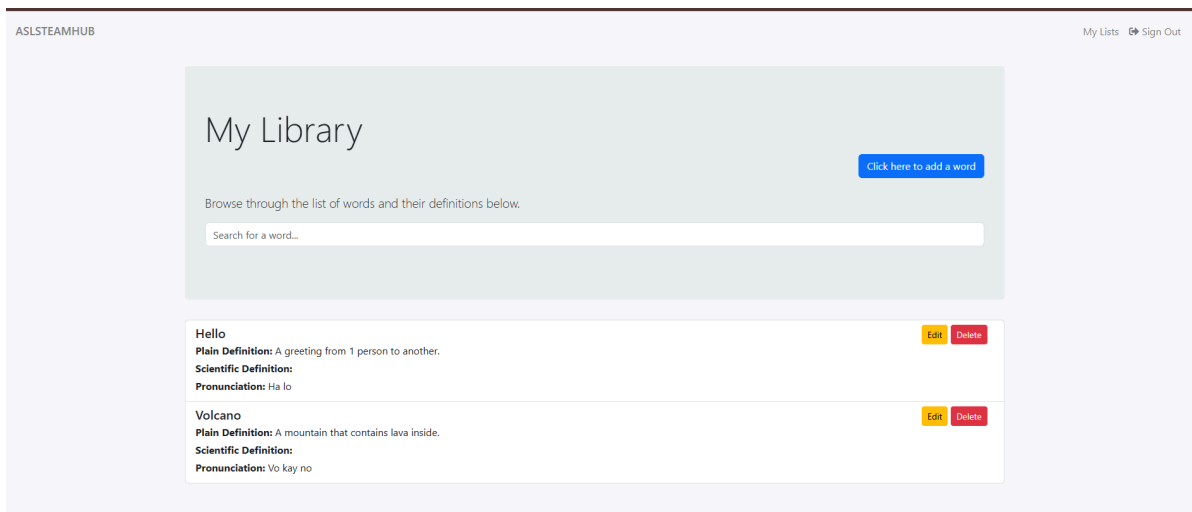 ASLSTEAMHUB
My Lists Sign Out
My Library
Click here to add a word
Browse through the list of words and their definitions below.
Search for a word...
Hello
Edit Delete
Plain Definition: A greeting from 1 person to another.
Scientific Definition:
Pronunciation: Ha lo
Volcano
Edit Delete
Plain Definition: A mountain that contains lava inside.
Scientific Definition:
Pronunciation: Vo kay no